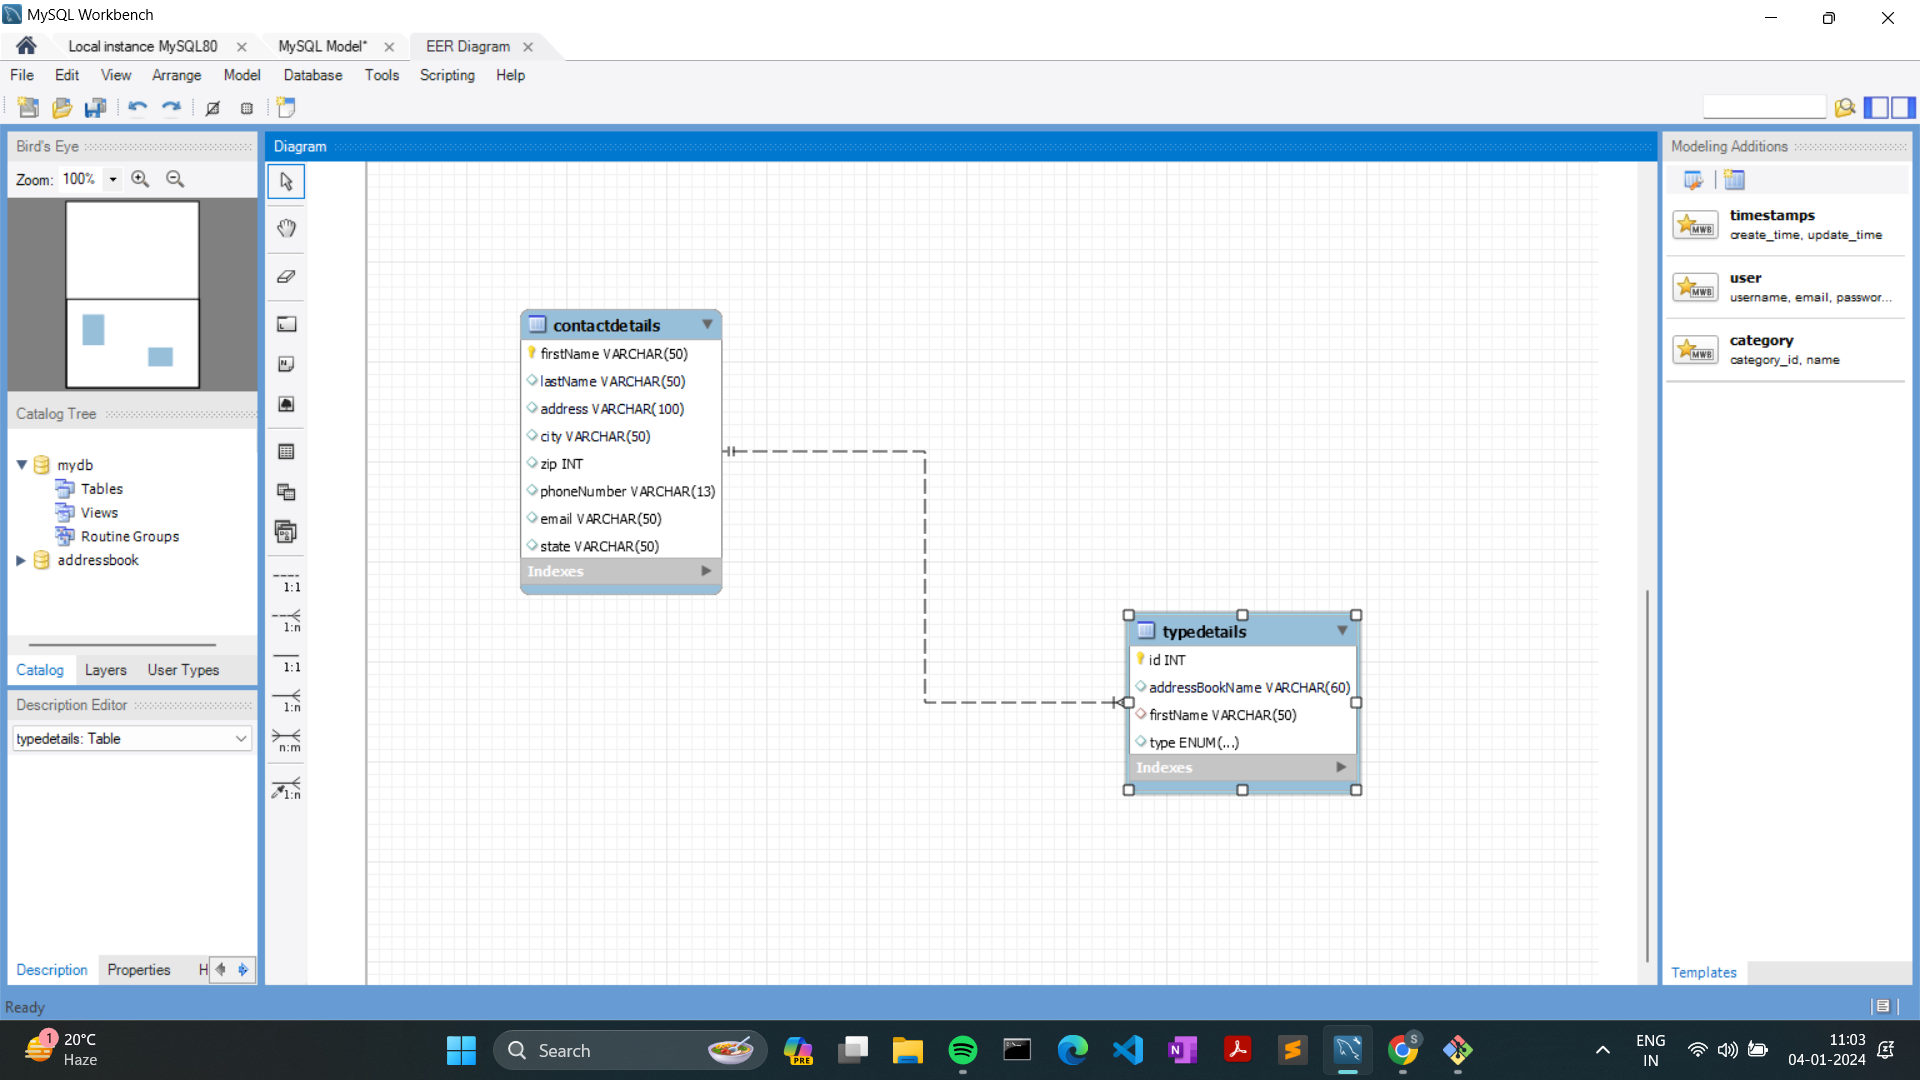 MySQL Workbench
Local instance MySQL80
MySQL Model*
EER Diagram
File Edit View Arrange Model Database Tools Scripting Help
Bird's Eye
Zoom: 100%
Catalog Tree
mydb
Tables
Views
Routine Groups
addressbook
Catalog Layers User Types
Description Editor
typedetails: Table
Description Properties H
Ready
Diagram
1:1
1:n
1:1
1:n
n:m
1:n
contactdetails
firstName VARCHAR(50)
lastName VARCHAR(50)
address VARCHAR(100)
city VARCHAR(50)
zip INT
phoneNumber VARCHAR(13)
email VARCHAR(50)
state VARCHAR(50)
Indexes
typedetails
id INT
addressBookName VARCHAR(60)
firstName VARCHAR(50)
type ENUM(...)
Indexes
Modeling Additions
MWB
timestamps
create_time, update_time
MWB
user
username, email, passwor...
MWB
category
category_id, name
Templates
1
20°C
Haze
Search
PRE
N
S
S
ENG
IN
11:03
04-01-2024